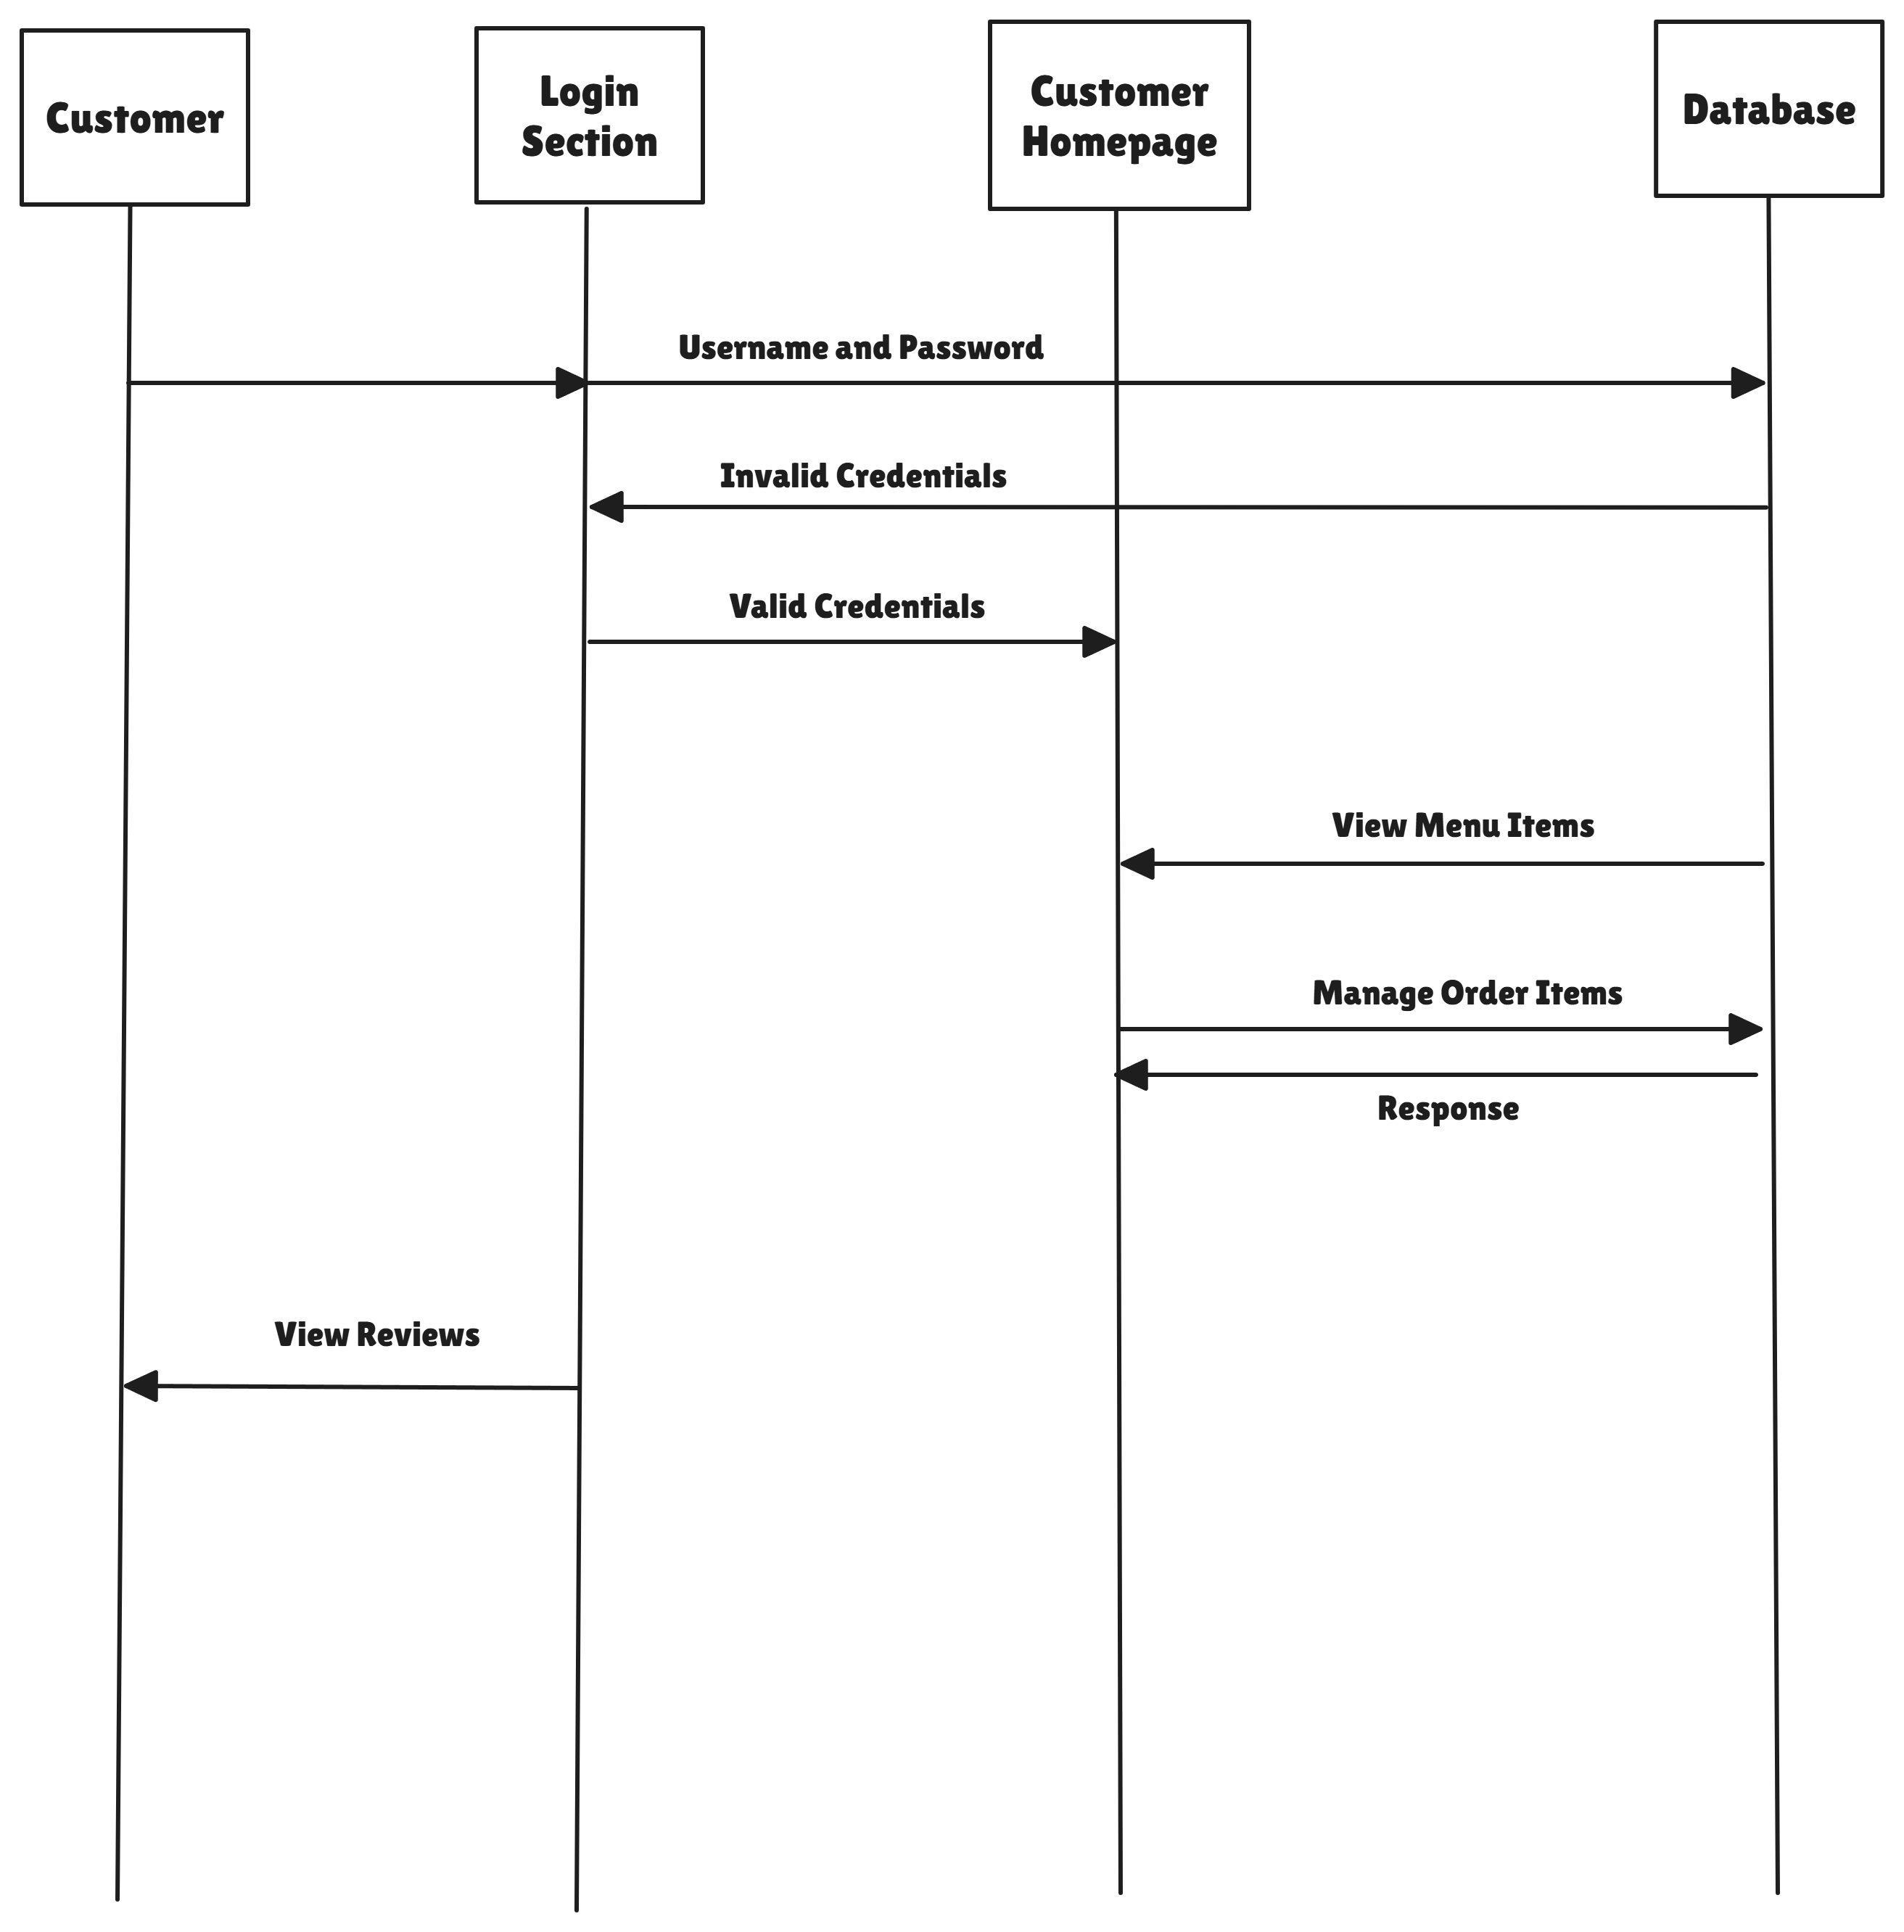 Customer
Login
Section
Customer
Homepage
Database
Username and Password
Invalid Credentials
Valid Credentials
View Menu Items
Manage Order Items
Response
View Reviews